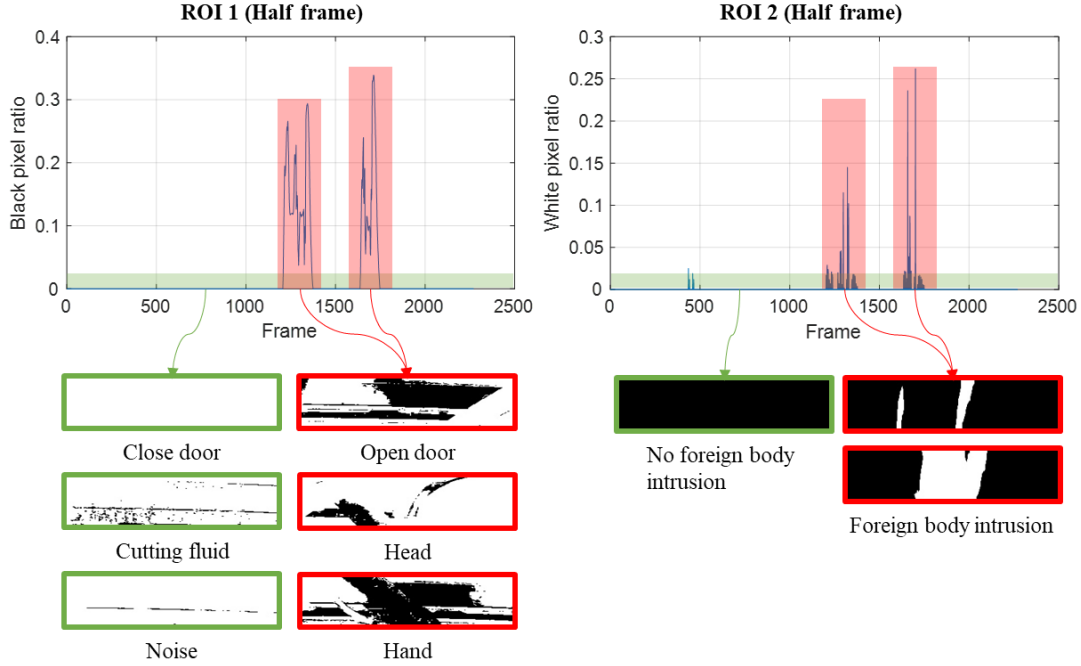 ROI 1 (Half frame)
0.4
0.3
0.2
0.1
0
Black pixel ratio
0 500 1000 1500 2000 2500
Frame
Close door
Open door
Cutting fluid
Head
Noise
Hand
ROI 2 (Half frame)
0.3
0.25
0.2
0.15
0.1
0.05
0
White pixel ratio
0 500 1000 1500 2000 2500
Frame
No foreign body
intrusion
Foreign body intrusion